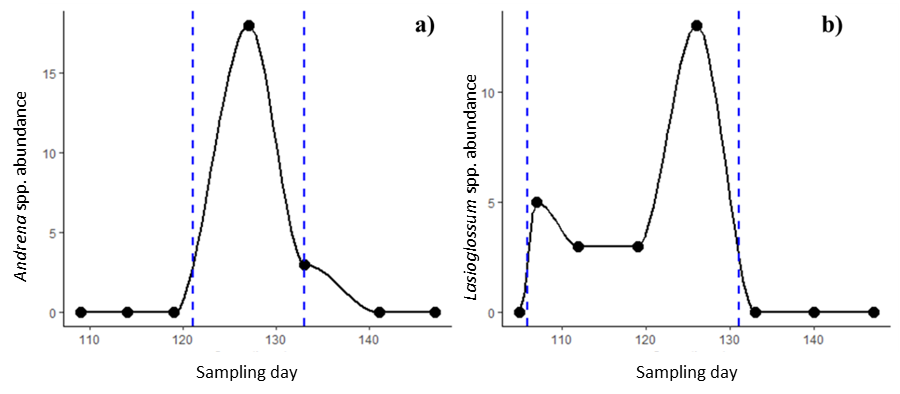 a)
Andrena spp. abundance
15
10
5
0
110 120 130 140
Sampling day
b)
Lasioglossum spp. abundance
10
5
0
110 120 130 140
Sampling day